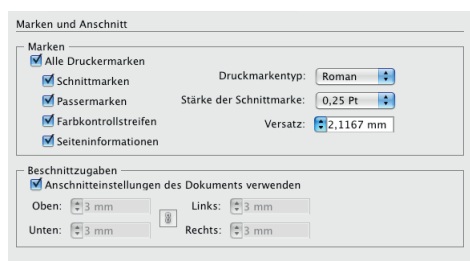 Marken und Anschnitt
Marken
Alle Druckermarken
Schnittmarken
Druckmarkentyp: Roman
Passermarken
Stärke der Schnittmarke: 0,25 Pt
Farbkontrollstreifen
Versatz: 2,1167 mm
Seiteninformationen
Beschnittzugaben
Anschnitteinstellungen des Dokuments verwenden
Oben: 3 mm Links: 3 mm
Unten: 3 mm Rechts: 3 mm